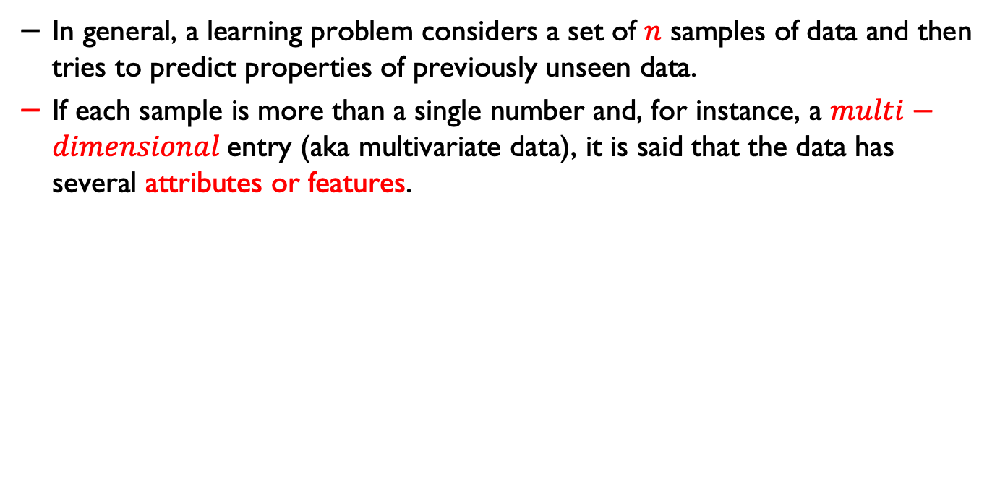 – In general, a learning problem considers a set of n samples of data and then
tries to predict properties of previously unseen data.
– If each sample is more than a single number and, for instance, a multi –
dimensional entry (aka multivariate data), it is said that the data has
several attributes or features.